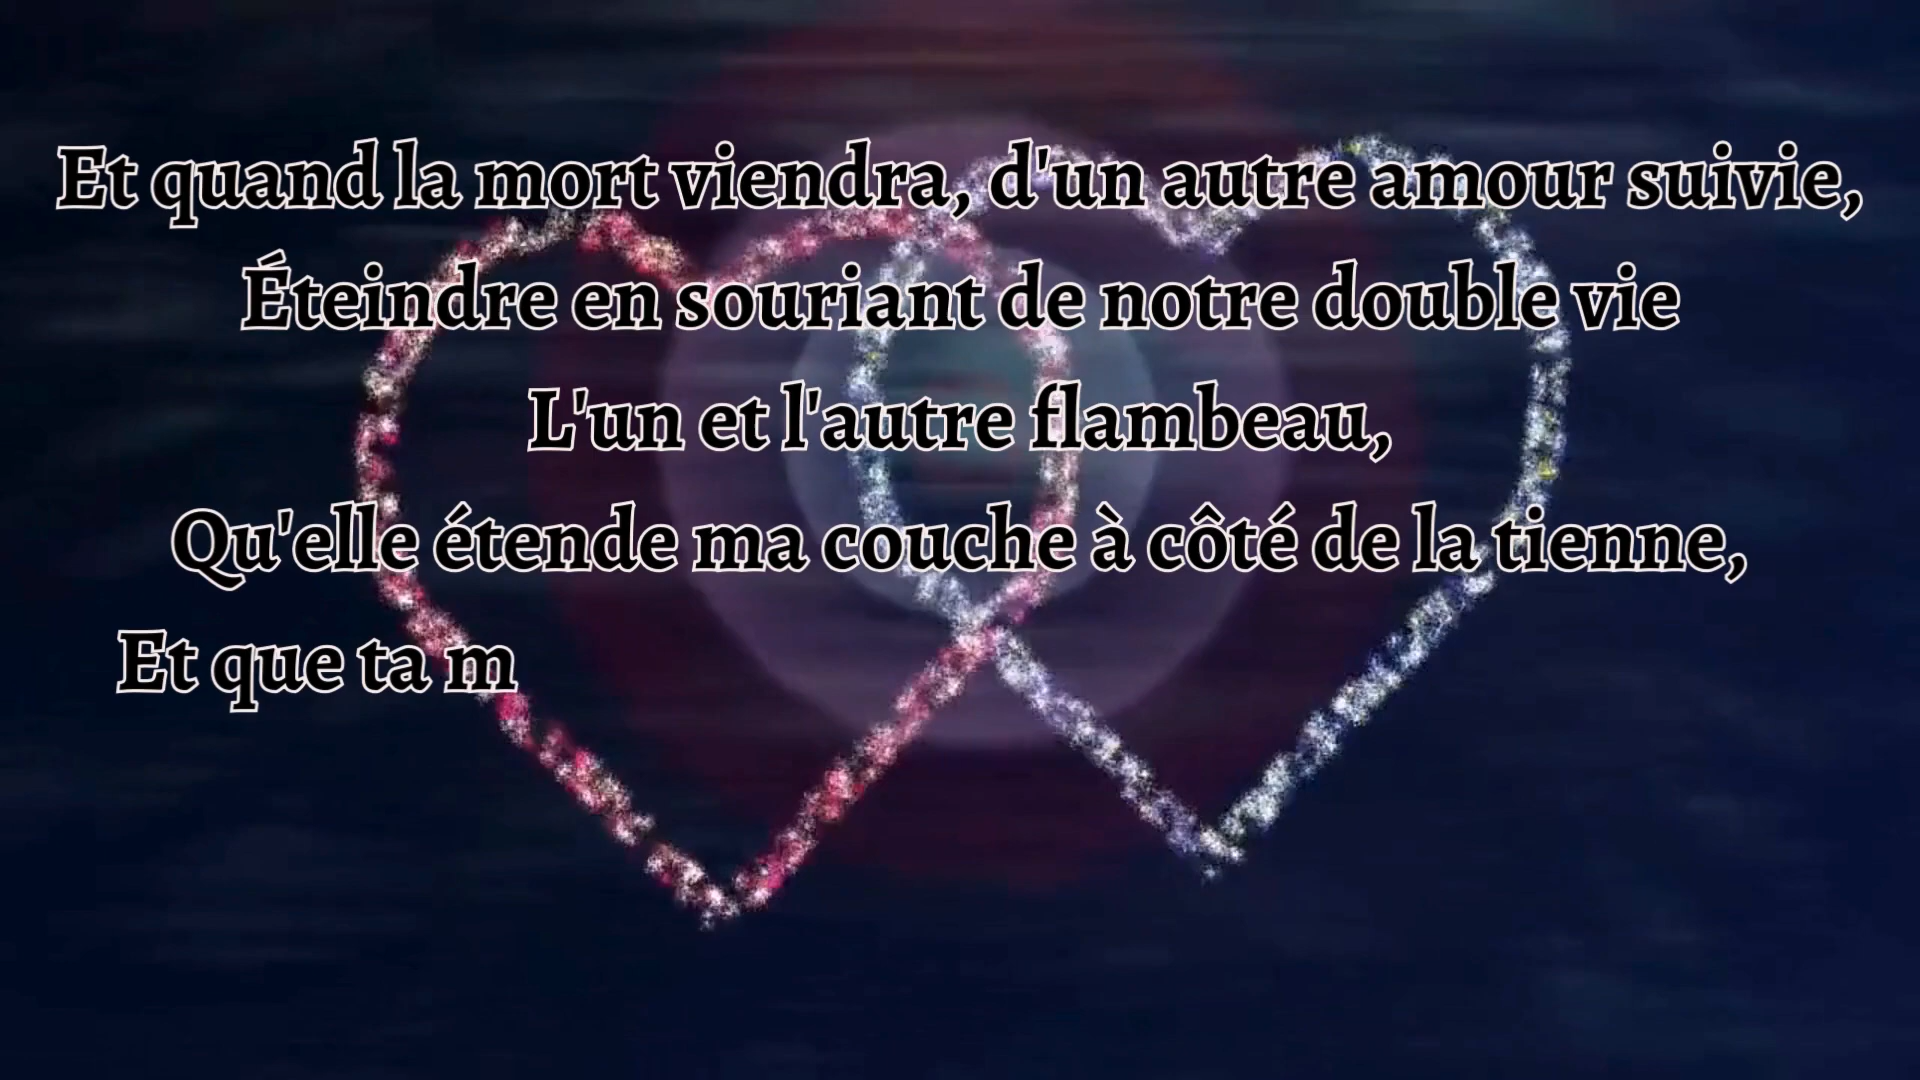 Et quand la mort viendra, d'un autre amour suivie,
Éteindre en souriant de notre double vie
L'un et l'autre flambeau,
Qu'elle étende ma couche à côté de la tienne,
Et que ta m